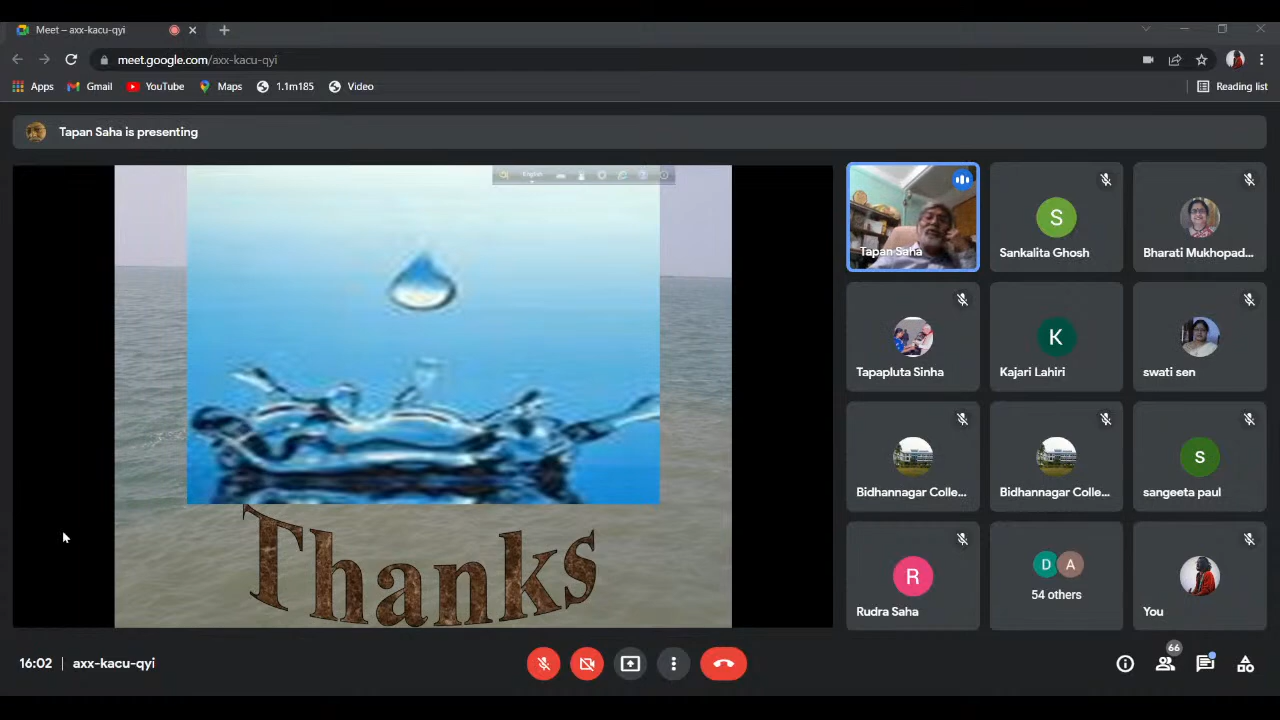 Meet – axx-kacu-qyi
meet.google.com/axx-kacu-qyi
Apps Gmail YouTube Maps 1.1m185 Video Reading list
Tapan Saha is presenting
English
Thanks
Tapan Saha
S
Sankalita Ghosh
Bharati Mukhopad...
Tapapluta Sinha
K
Kajari Lahiri
swati sen
Bidhannagar Colle...
Bidhannagar Colle...
s
sangeeta paul
R
Rudra Saha
D A
54 others
You
16:02 | axx-kacu-qyi
66